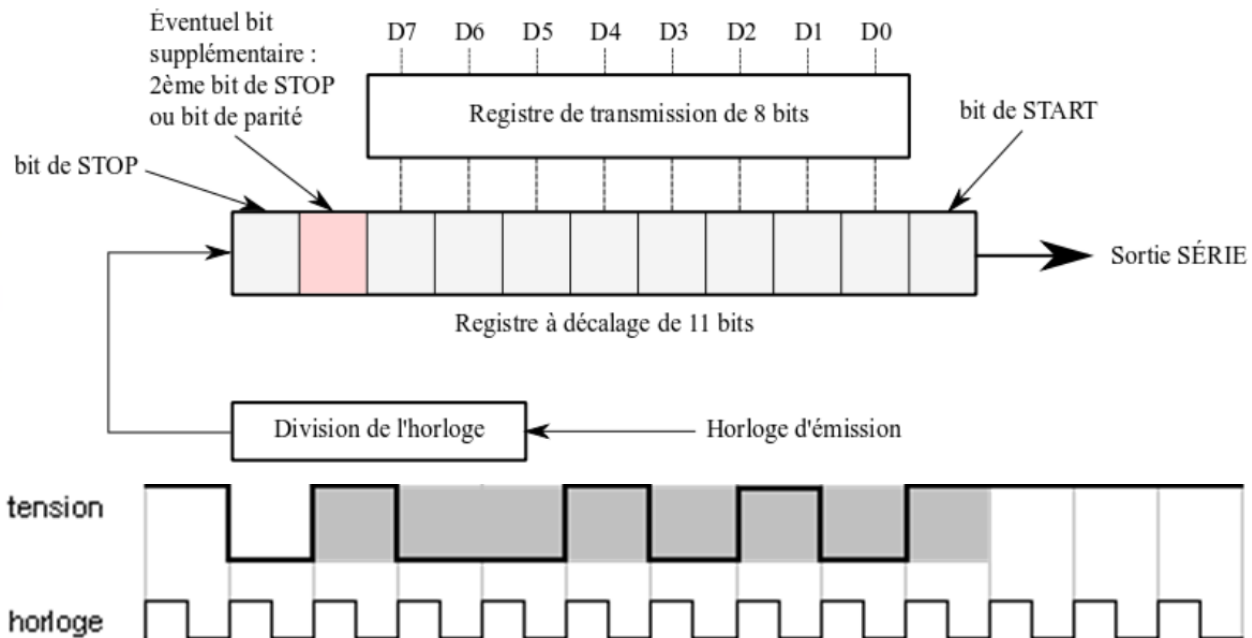 Éventuel bit
supplémentaire :
2ème bit de STOP
ou bit de parité
D7 D6 D5 D4 D3 D2 D1 D0
Registre de transmission de 8 bits
bit de START
bit de STOP
Sortie SÉRIE
Registre à décalage de 11 bits
Division de l'horloge
Horloge d'émission
tension
horloge